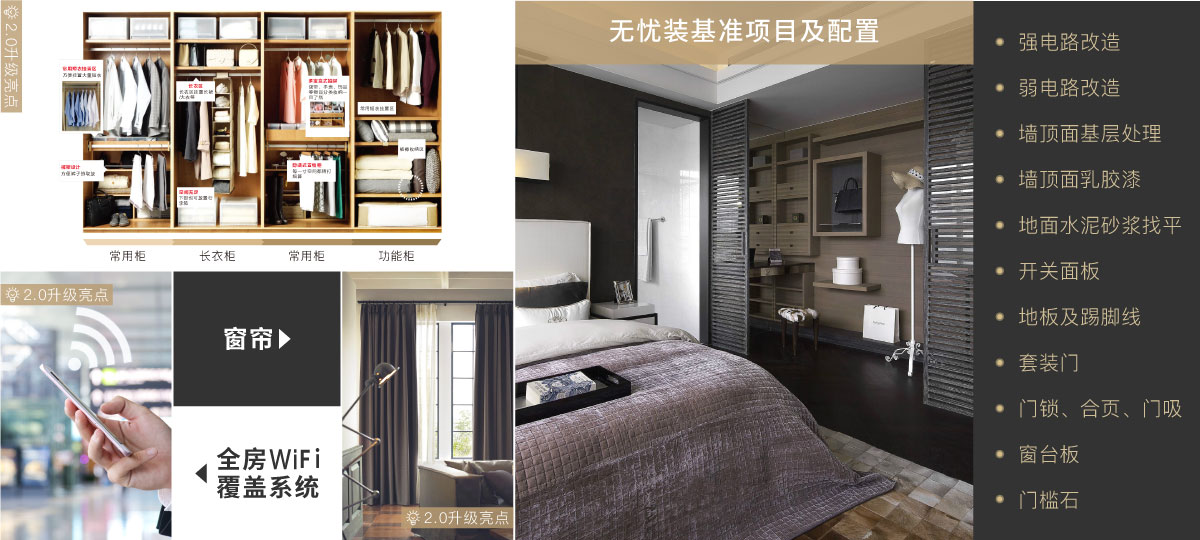 2.0升级亮点
长衣区
常用柜
长衣柜
常用柜
功能柜
2.0升级亮点
窗帘
全房WiFi
覆盖系统
2.0升级亮点
无忧装基准项目及配置
强电路改造
弱电路改造
墙顶面基层处理
墙顶面乳胶漆
地面水泥砂浆找平
开关面板
地板及踢脚线
套装门
门锁、合页、门吸
窗台板
门槛石